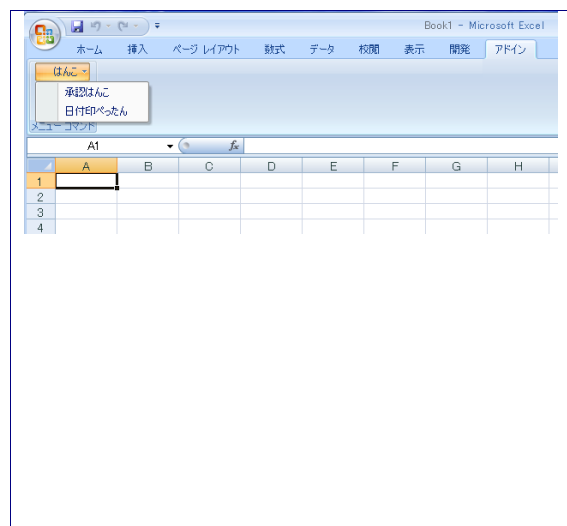 Book1 - Microsoft Excel
ホーム 挿入 ページ レイアウト 数式 データ 校閲 表示 開発 アドイン
はんこ
承認はんこ
日付印ぺったん
メニュー コマンド
A1 fx
A B C D E F G H
1
2
3
4